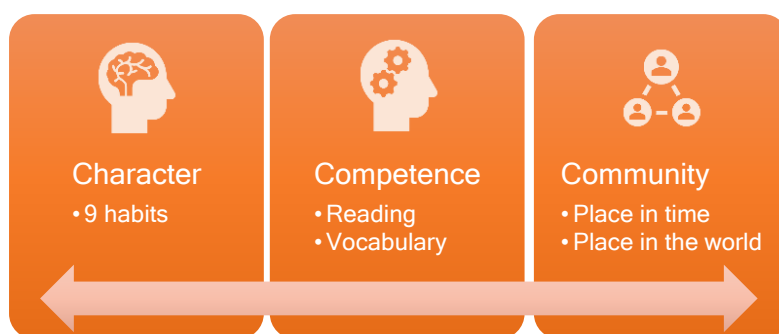 Character
• 9 habits
Competence
• Reading
• Vocabulary
Community
• Place in time
• Place in the world